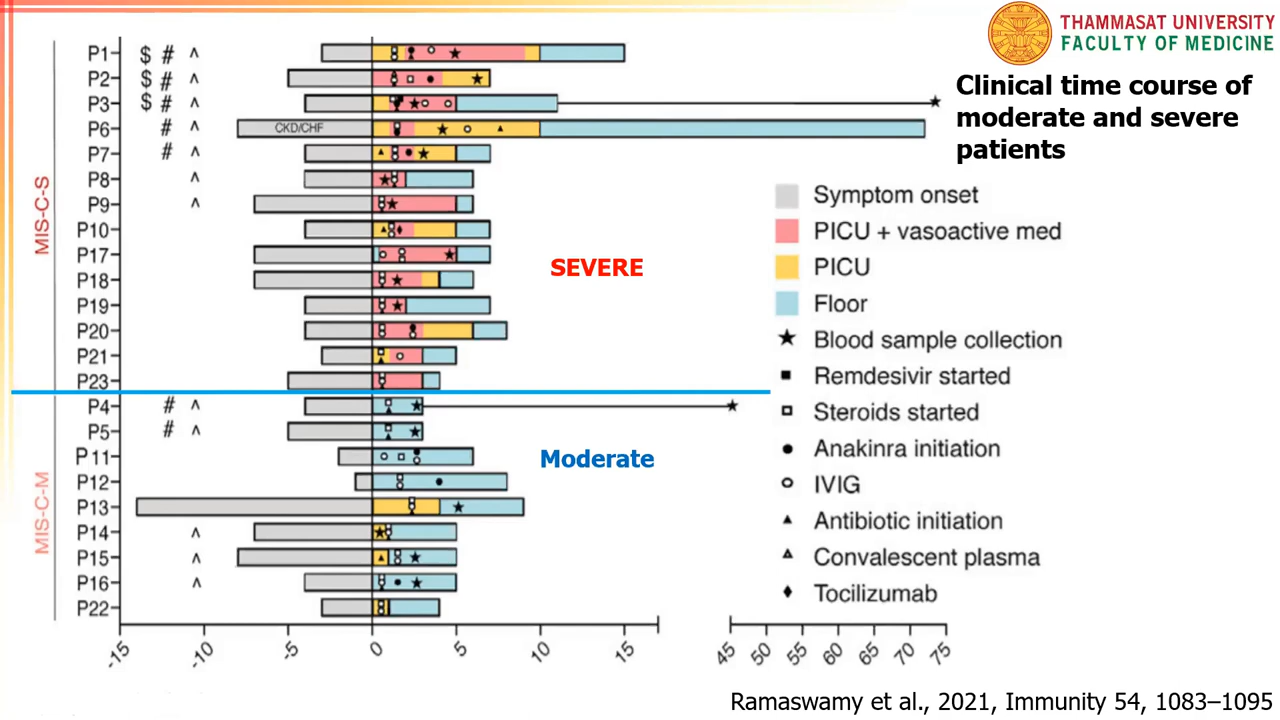 THAMMASAT UNIVERSITY
FACULTY OF MEDICINE
Clinical time course of
moderate and severe
patients
MIS-C-S
P1 $ # ^
P2 $ # ^
P3 $ # ^
P6 # ^ CKD/CHF
P7 # ^
P8 ^
P9 ^
P10
P17
P18
P19
P20
P21
P23
SEVERE
MIS-C-M
P4 # ^
P5 # ^
P 11
P12
P13
P14 ^
P15 ^
P16 ^
P22
Moderate
-15 -10 -5 0 5 10 15 45 50 55 60 65 70 75
Symptom onset
PICU + vasoactive med
PICU
Floor
Blood sample collection
Remdesivir started
Steroids started
Anakinra initiation
IVIG
Antibiotic initiation
Convalescent plasma
Tocilizumab
Ramaswamy et al., 2021, Immunity 54, 1083–1095